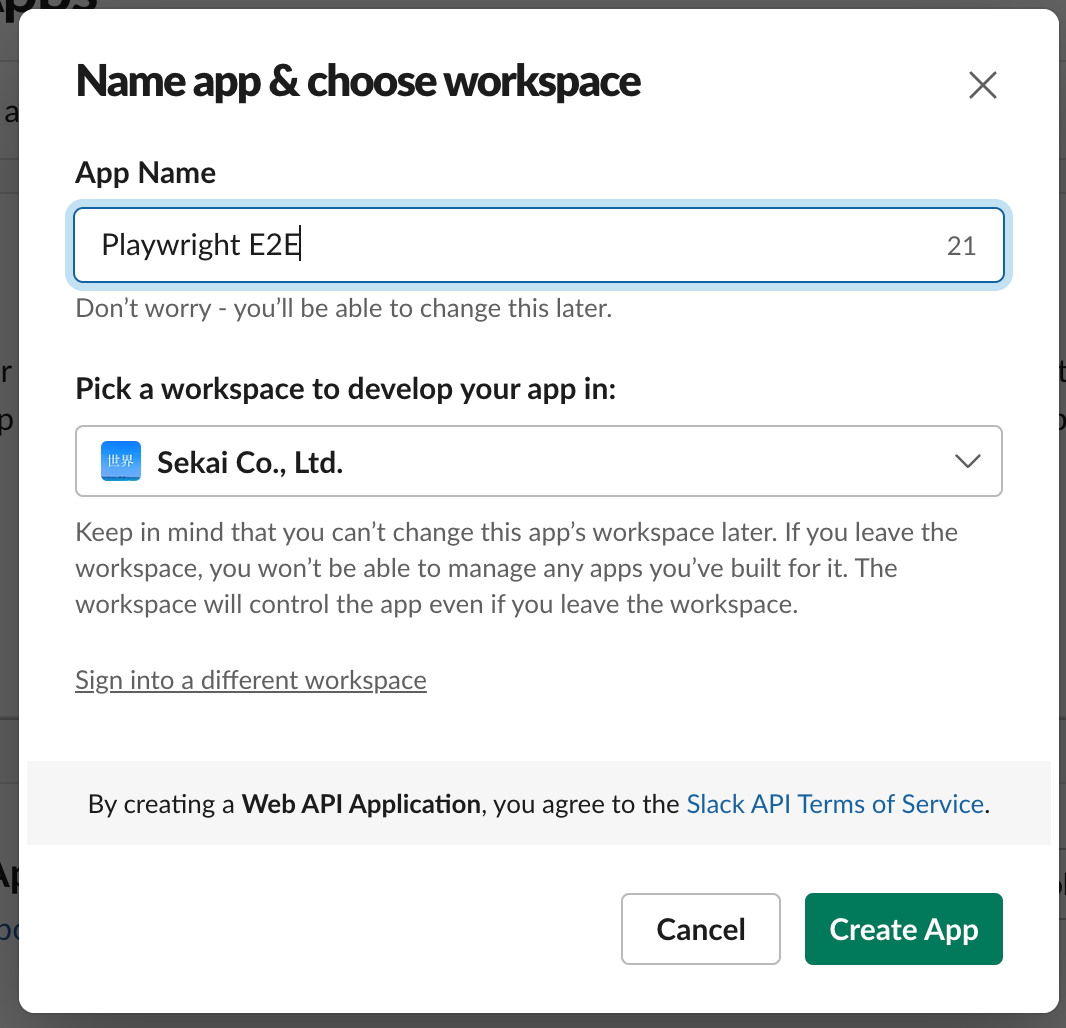 Apps
Name app & choose workspace
App Name
Playwright E2E
21
Don’t worry - you’ll be able to change this later.
Pick a workspace to develop your app in:
世界
Sekai Co., Ltd.
Keep in mind that you can’t change this app’s workspace later. If you leave the
workspace, you won’t be able to manage any apps you’ve built for it. The
workspace will control the app even if you leave the workspace.
Sign into a different workspace
By creating a Web API Application, you agree to the Slack API Terms of Service.
Cancel
Create App